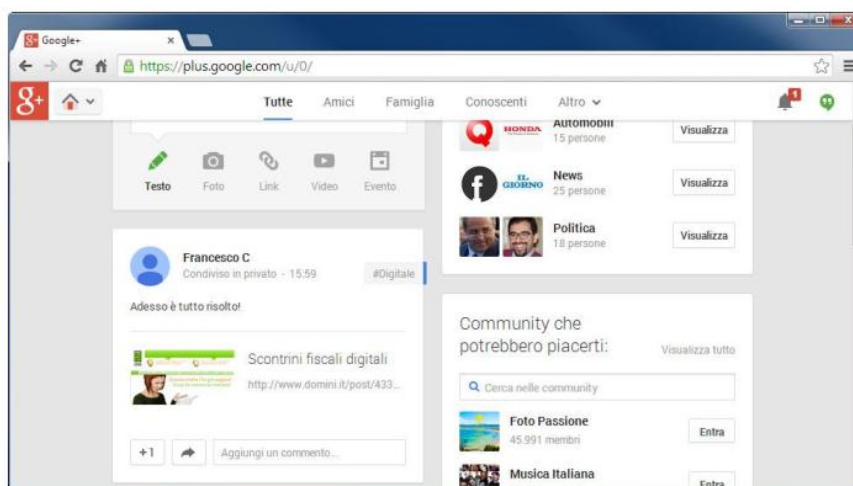 Google+
https://plus.google.com/u/0/
g+
Tutte
Amici
Famiglia
Conoscenti
Altro
1
Testo
Foto
Link
Video
Evento
Francesco C
Condiviso in privato - 15:59
#Digitale
Adesso è tutto risolto!
Scontrini fiscali digitali
http://www.domini.it/post/433...
+1
Aggiungi un commento...
HONDA
Automobili
15 persone
Visualizza
IL GIORNO
News
25 persone
Visualizza
Politica
18 persone
Visualizza
Community che
potrebbero piacerti:
Visualizza tutto
Cerca nelle community
Foto Passione
45.991 membri
Entra
Musica Italiana
Entra